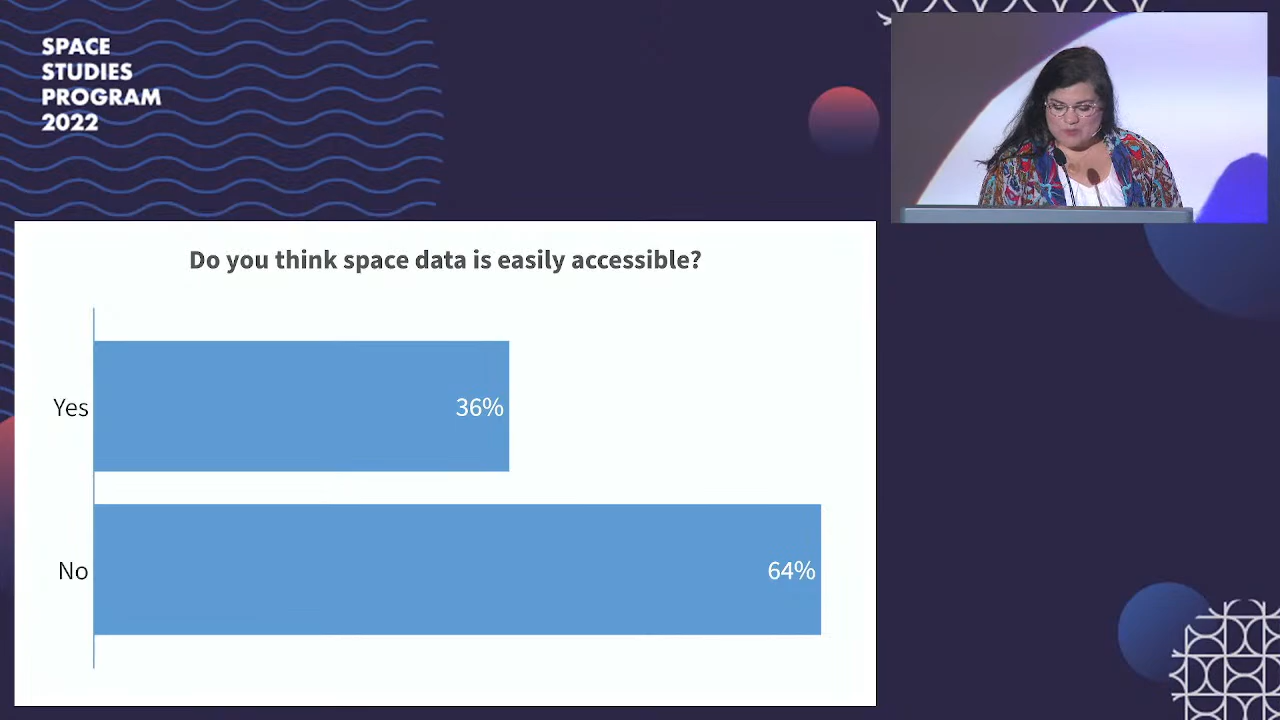 SPACE
STUDIES
PROGRAM
2022
Do you think space data is easily accessible?
Yes
36%
No
64%